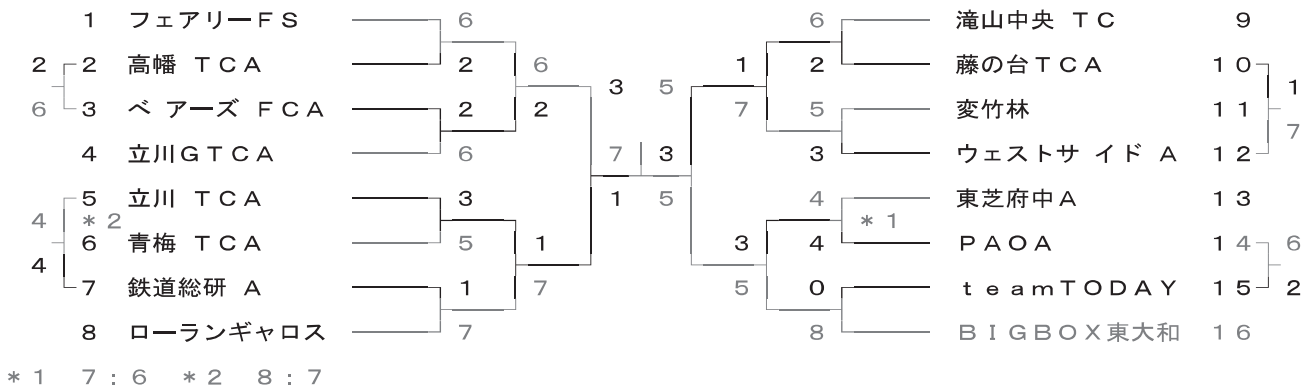 1 フェアリーFS 6 6 滝山中央 TC 9
2 2 高幡 TCA 2 6 3 5 1 2 藤の台TCA 10 1
6 3 ベ アーズ FCA 2 2 7 5 変竹林 11 7
4 立川GTCA 6 7 3 3 ウェストサ イド A 12
5 立川 TCA 3 1 5 4 東芝府中A 13
4 *2 *1
6 青梅 TCA 5 1 3 4 PAOA 14 6
4 7 鉄道総研 A 1 7 5 0 teamTODAY 15 2
8 ローランギャロス 7 8 BIGBOX東大和 16
*1 7:6 *2 8:7